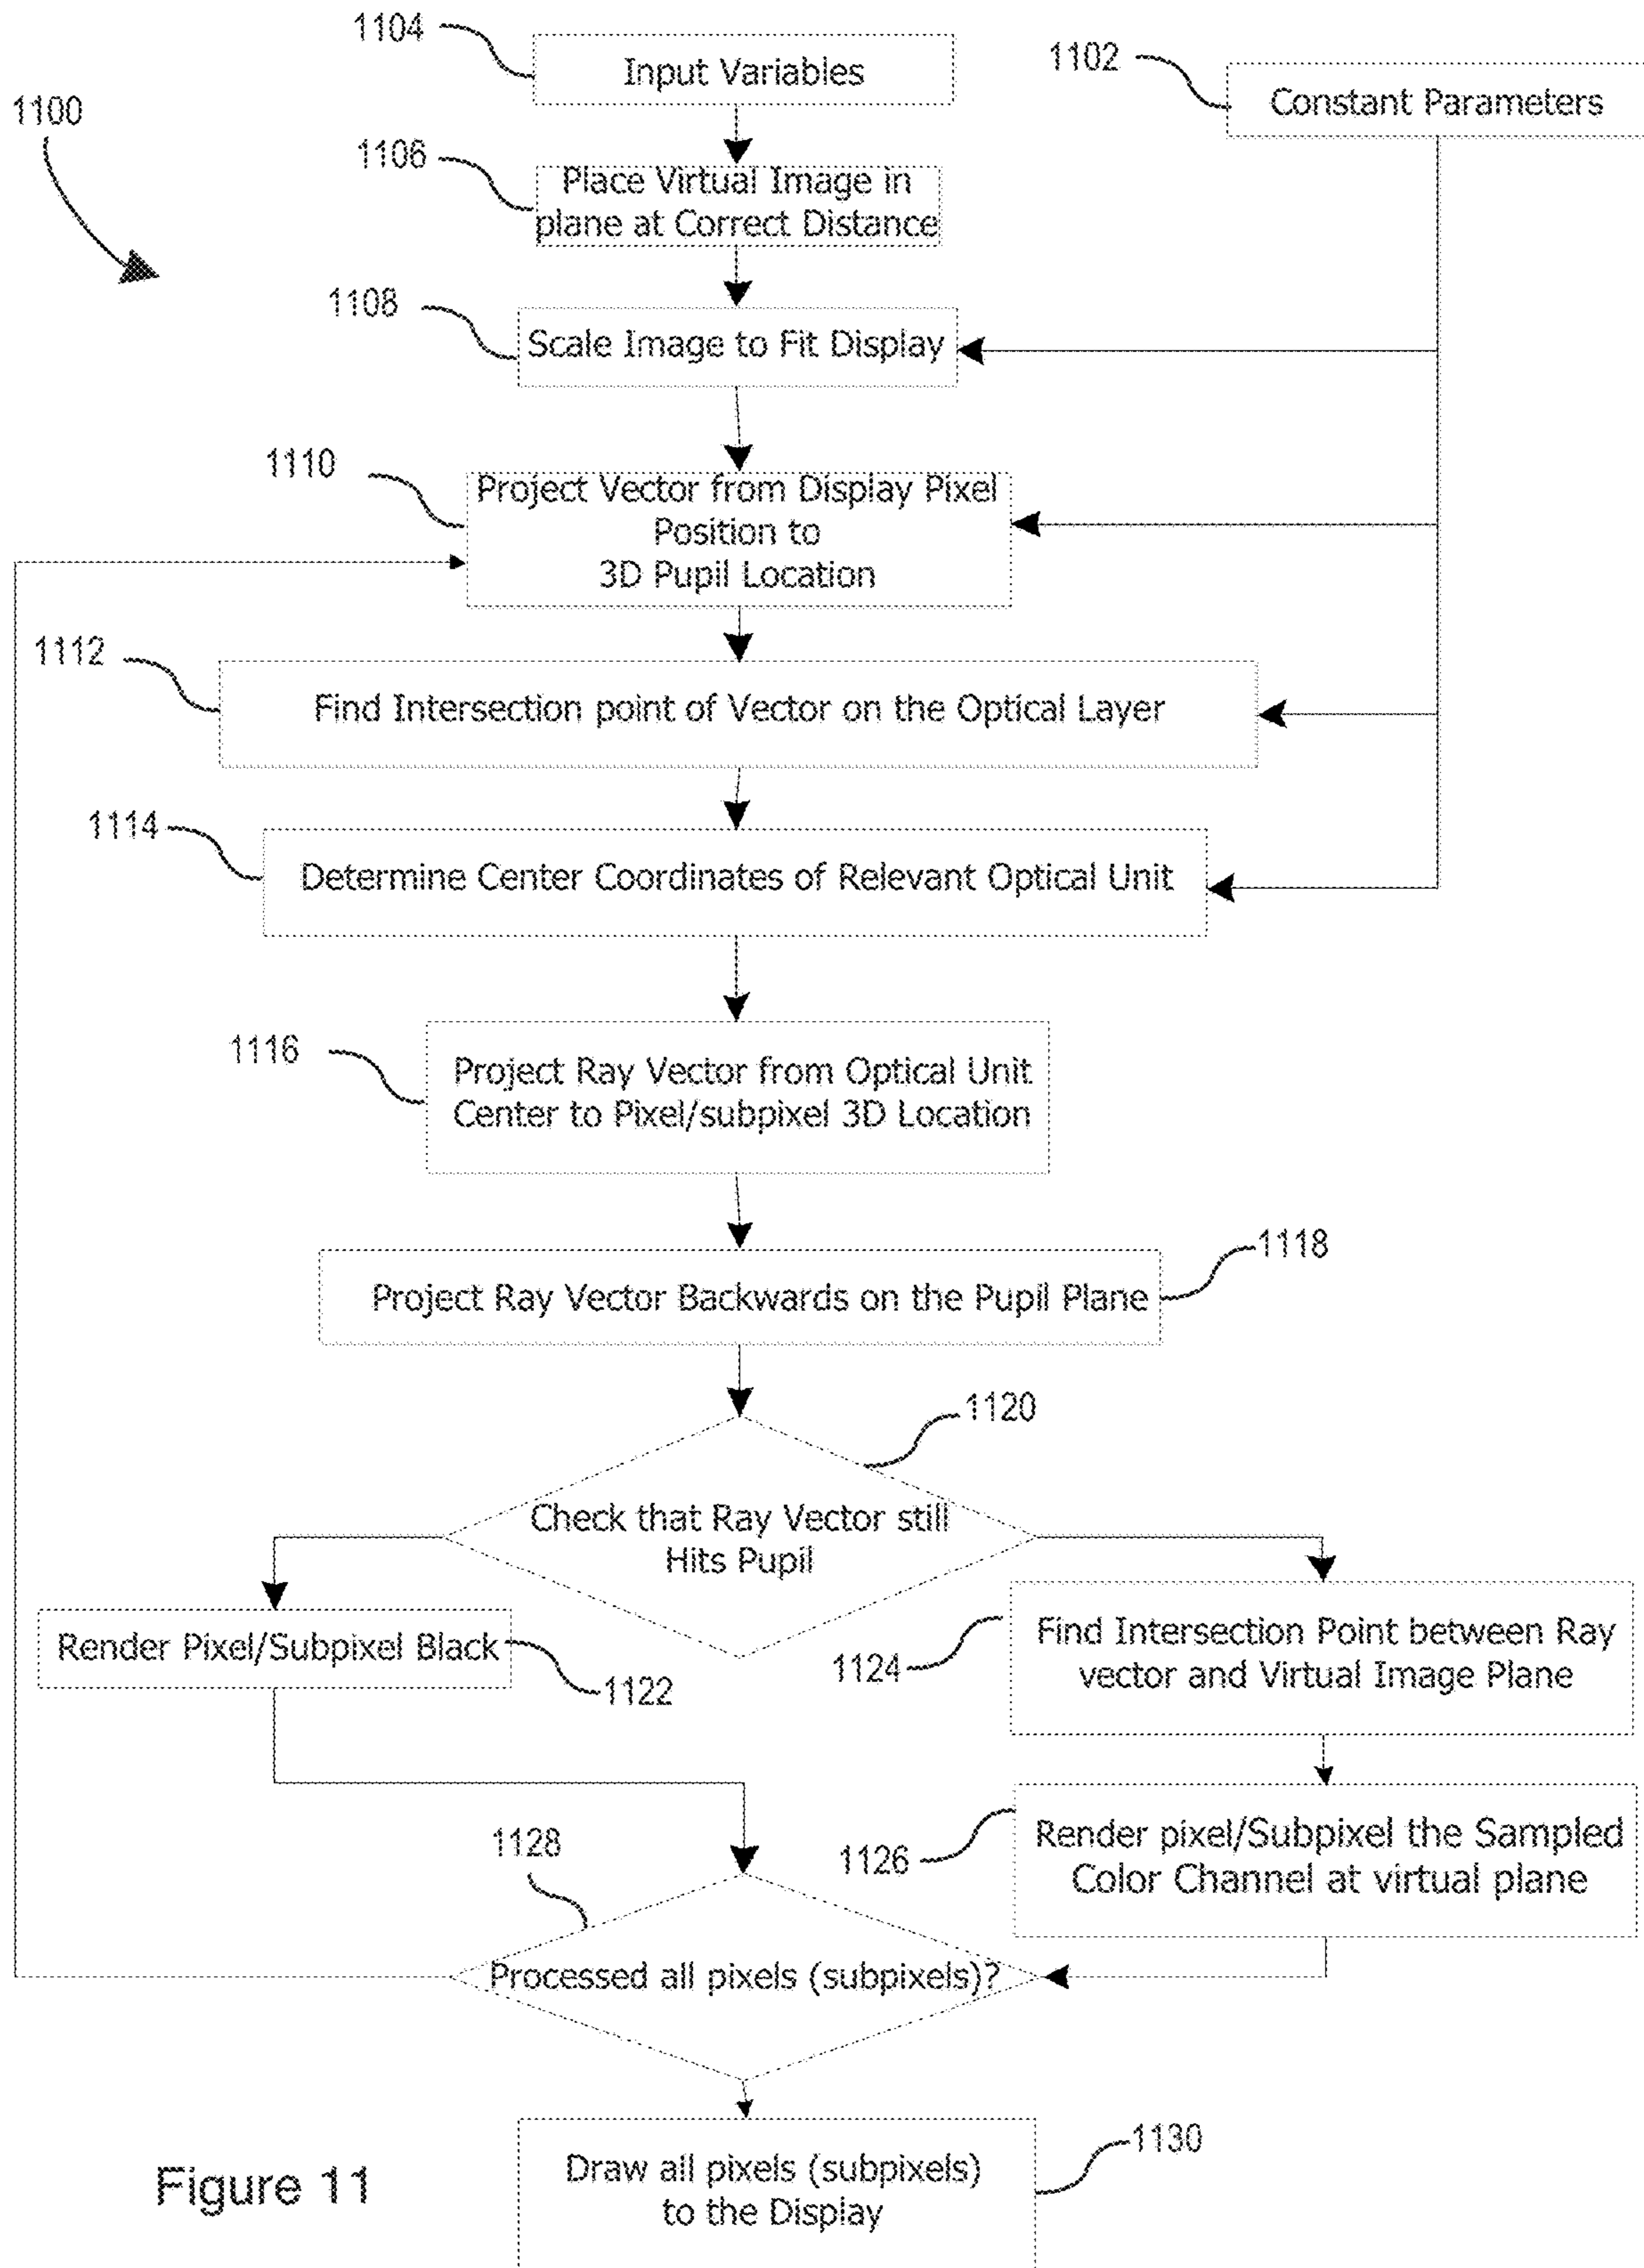 1104
Input Variables
1102
Constant Parameters
1100
1106
Place Virtual Image in
plane at Correct Distance
1108
Scale Image to Fit Display
1110
Project Vector from Display Pixel
Position to
3D Pupil Location
1112
Find Intersection point of Vector on the Optical Layer
1114
Determine Center Coordinates of Relevant Optical Unit
1116
Project Ray Vector from Optical Unit
Center to Pixel/subpixel 3D Location
1118
Project Ray Vector Backwards on the Pupil Plane
1120
Check that Ray Vector still
Hits Pupil
Render Pixel/Subpixel Black
1122
1124
Find Intersection Point between Ray
vector and Virtual Image Plane
1126
Render pixel/Subpixel the Sampled
Color Channel at virtual plane
1128
Processed all pixels (subpixels)?
1130
Draw all pixels (subpixels)
to the Display
Figure 11